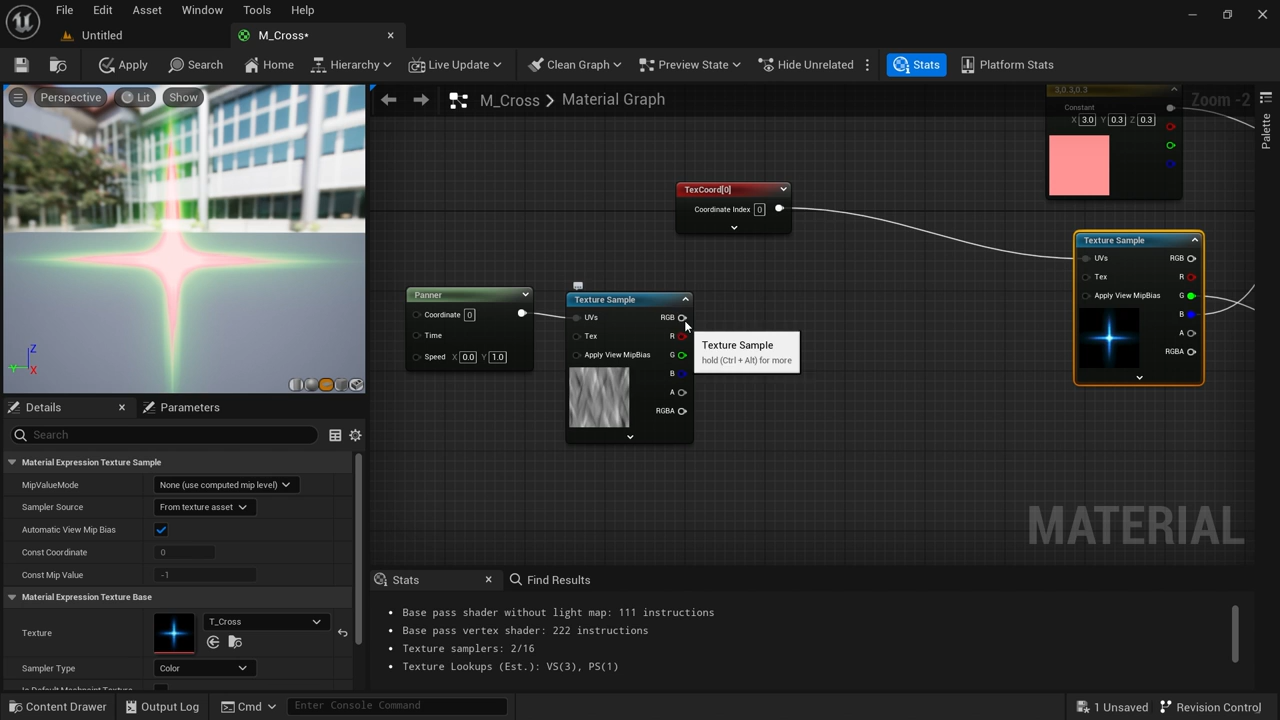 File Edit Asset Window Tools Help
Untitled M_Cross*
Apply Search Home Hierarchy Live Update Clean Graph Preview State Hide Unrelated Stats Platform Stats
Perspective Lit Show
M_Cross > Material Graph
Zoom -2
Palette
3,0.3,0.3
Constant
X 3.0 Y 0.3 Z 0.3
TexCoord[0]
Coordinate Index 0
Texture Sample
UVs RGB
Tex R
Apply View MipBias G
B
A
RGBA
Panner
Coordinate 0
Time
Speed X 0.0 Y 1.0
Texture Sample
UVs RGB
Tex R
Apply View MipBias G
B
A
RGBA
Texture Sample
hold (Ctrl + Alt) for more
MATERIAL
Z
Y
X
Details Parameters
Search
Material Expression Texture Sample
MipValueMode None (use computed mip level)
Sampler Source From texture asset
Automatic View Mip Bias
Const Coordinate 0
Const Mip Value -1
Material Expression Texture Base
Texture T_Cross
Sampler Type Color
Stats Find Results
• Base pass shader without light map: 111 instructions
• Base pass vertex shader: 222 instructions
• Texture samplers: 2/16
• Texture Lookups (Est.): VS(3), PS(1)
Content Drawer Output Log Cmd Enter Console Command 1 Unsaved Revision Control